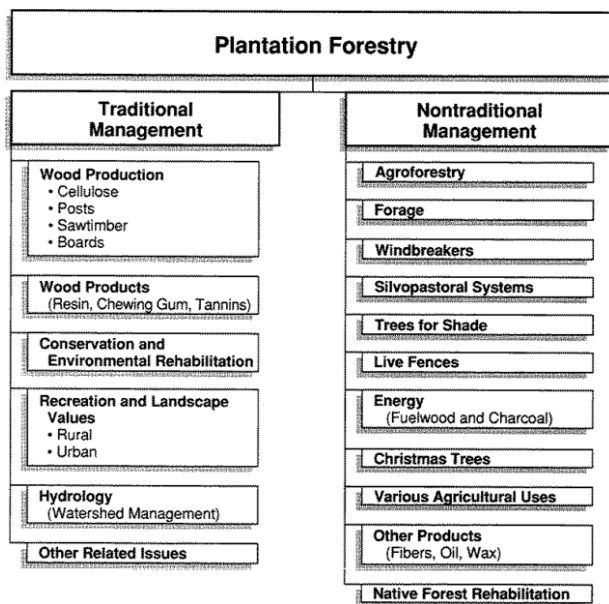 Plantation Forestry
Traditional
Management
Wood Production
• Cellulose
• Posts
• Sawtimber
• Boards
Wood Products
(Resin, Chewing Gum, Tannins)
Conservation and
Environmental Rehabilitation
Recreation and Landscape
Values
• Rural
• Urban
Hydrology
(Watershed Management)
Other Related Issues
Nontraditional
Management
Agroforestry
Forage
Windbreakers
Silvopastoral Systems
Trees for Shade
Live Fences
Energy
(Fuelwood and Charcoal)
Christmas Trees
Various Agricultural Uses
Other Products
(Fibers, Oil, Wax)
Native Forest Rehabilitation